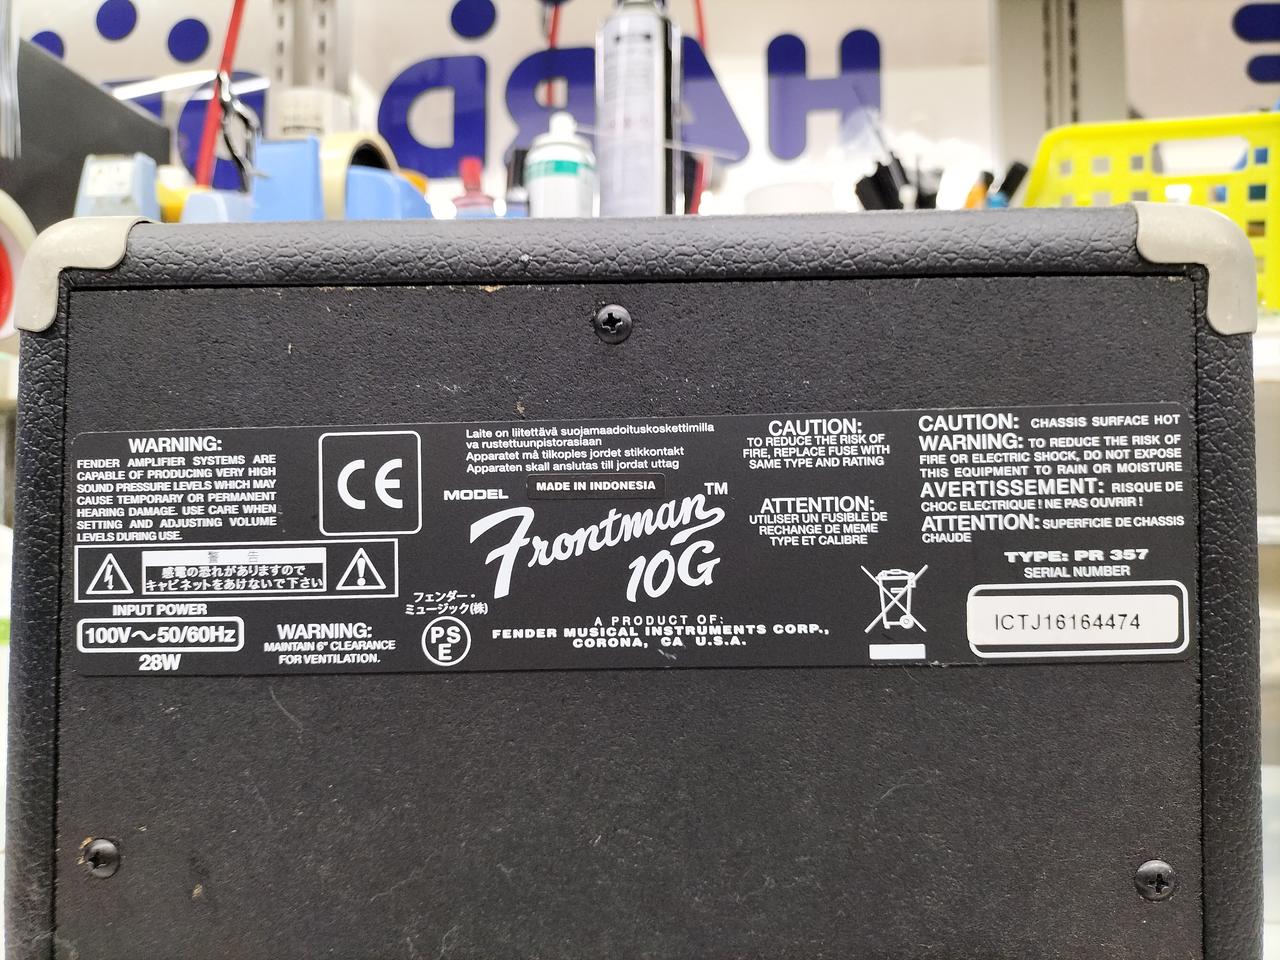 HARD
WARNING:
FENDER AMPLIFIER SYSTEMS ARE
CAPABLE OF PRODUCING VERY HIGH
SOUND PRESSURE LEVELS WHICH MAY
CAUSE TEMPORARY OR PERMANENT
HEARING DAMAGE. USE CARE WHEN
SETTING AND ADJUSTING VOLUME
LEVELS DURING USE.
CE
警 告
感電の恐れがありますので
キャビネットをあけないで下さい
INPUT POWER
100V~50/60Hz
28W
WARNING:
MAINTAIN 6" CLEARANCE
FOR VENTILATION.
Laite on liitettävä suojamaadoituskoskettimilla
va rustettuunpistorasiaan
Apparatet må tilkoples jordet stikkontakt
Apparaten skall anslutas till jordat uttag
MADE IN INDONESIA
MODEL
Frontman™
10G
フェンダー・
ミュージック(株)
PS
E
A PRODUCT OF:
FENDER MUSICAL INSTRUMENTS CORP.,
CORONA, CA U.S.A.
CAUTION:
TO REDUCE THE RISK OF
FIRE, REPLACE FUSE WITH
SAME TYPE AND RATING
ATTENTION:
UTILISER UN FUSIBLE DE
RECHANGE DE MEME
TYPE ET CALIBRE
CAUTION: CHASSIS SURFACE HOT
WARNING: TO REDUCE THE RISK OF
FIRE OR ELECTRIC SHOCK, DO NOT EXPOSE
THIS EQUIPMENT TO RAIN OR MOISTURE
AVERTISSEMENT: RISQUE DE
CHOC ELECTRIQUE ! NE PAS OUVRIR !
ATTENTION: SUPERFICIE DE CHASSIS
CHAUDE
TYPE: PR 357
SERIAL NUMBER
ICTJ16164474